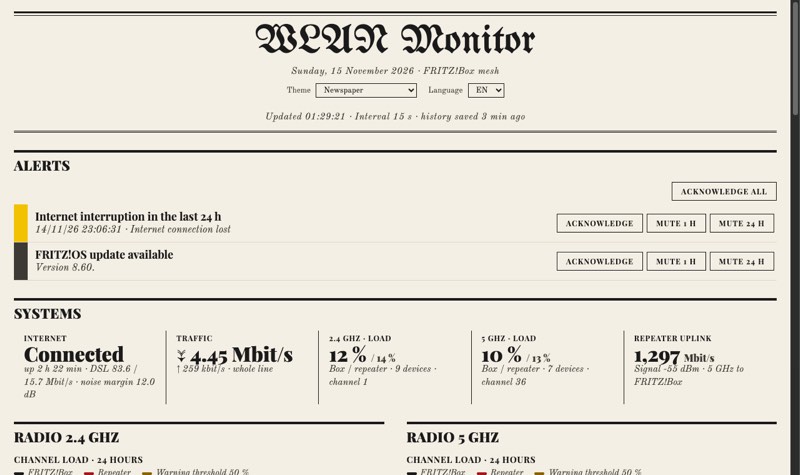 WLAN Monitor
Sunday, 15 November 2026 · FRITZ!Box mesh
Theme Newspaper Language EN
Updated 01:29:21 · Interval 15 s · history saved 3 min ago
ALERTS
ACKNOWLEDGE ALL
Internet interruption in the last 24 h
14/11/26 23:06:31 · Internet connection lost
ACKNOWLEDGE MUTE 1 H MUTE 24 H
FRITZ!OS update available
Version 8.60.
ACKNOWLEDGE MUTE 1 H MUTE 24 H
SYSTEMS
INTERNET
Connected
up 2 h 22 min · DSL 83.6 /
15.7 Mbit/s · noise margin 12.0
dB
TRAFFIC
↓ 4.45 Mbit/s
↑ 259 kbit/s · whole line
2.4 GHZ · LOAD
12 % / 14 %
Box / repeater · 9 devices ·
channel 1
5 GHZ · LOAD
10 % / 13 %
Box / repeater · 7 devices ·
channel 36
REPEATER UPLINK
1,297 Mbit/s
Signal -55 dBm · 5 GHz to
FRITZ!Box
RADIO 2.4 GHZ
CHANNEL LOAD · 24 HOURS
FRITZ!Box Repeater Warning threshold 50 %
RADIO 5 GHZ
CHANNEL LOAD · 24 HOURS
FRITZ!Box Repeater Warning threshold 50 %